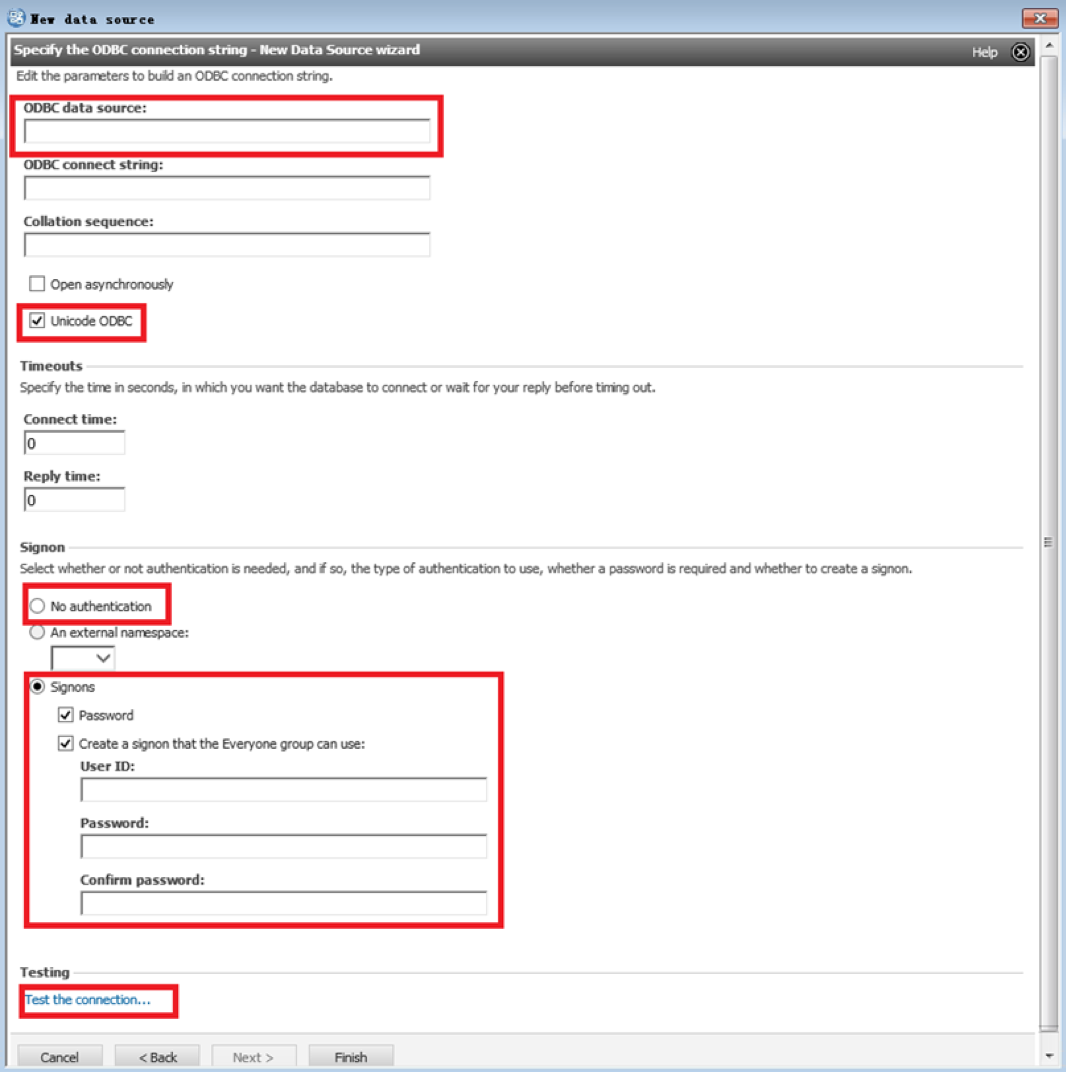 New data source
Specify the ODBC connection string - New Data Source wizard
Help
Edit the parameters to build an ODBC connection string.
ODBC data source:
ODBC connect string:
Collation sequence:
Open asynchronously
Unicode ODBC
Timeouts
Specify the time in seconds, in which you want the database to connect or wait for your reply before timing out.
Connect time:
0
Reply time:
0
Signon
Select whether or not authentication is needed, and if so, the type of authentication to use, whether a password is required and whether to create a signon.
No authentication
An external namespace:
Signons
Password
Create a signon that the Everyone group can use:
User ID:
Password:
Confirm password:
Testing
Test the connection...
Cancel
< Back
Next >
Finish